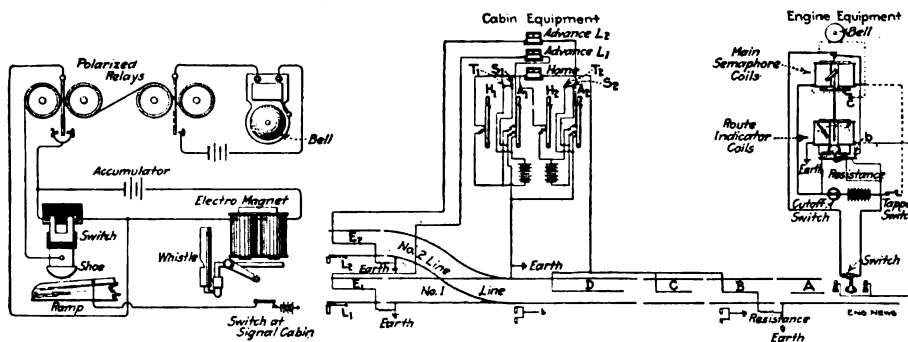 Polarized
Relays
Bell
Accumulator
Electro Magnet
Switch
Whistle
Shoe
Ramp
Switch at
Signal Cabin
Cabin Equipment
Advance L2
Advance L1
Home
T1
S1
T2
S2
H1
A1
H2
A2
E2
No. 2 Line
L2
Earth
Earth
E1
No. 1 Line
L1
Earth
D
C
B
A
Resistance
Earth
Engine Equipment
Bell
Main
Semaphore
Coils
C
Route
Indicator
Coils
b
Earth
Resistance
Cutoff
Switch
Tapper
Switch
Switch
ENG. NEWS